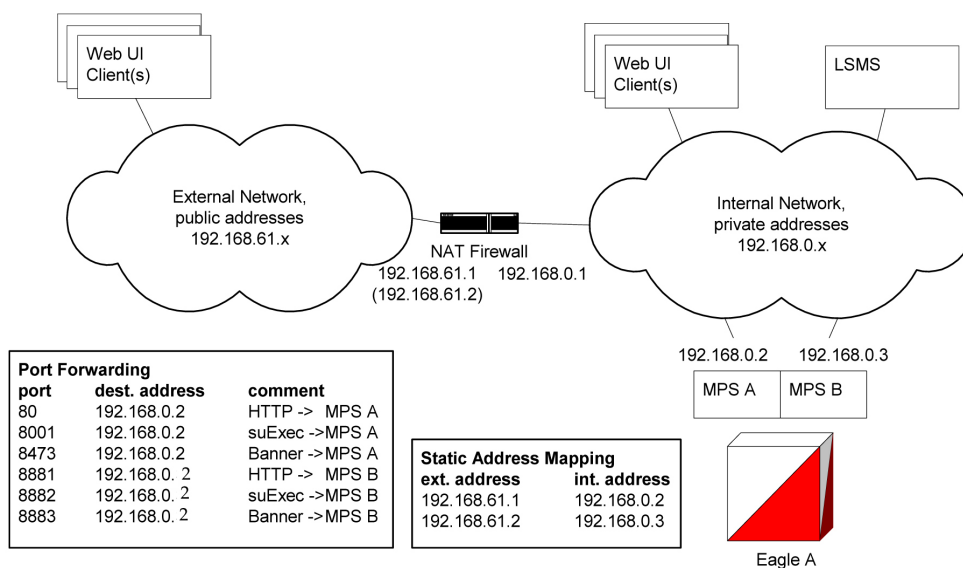 Web UI
Client(s)
Web UI
Client(s)
LSMS
External Network,
public addresses
192.168.61.x
Internal Network,
private addresses
192.168.0.x
NAT Firewall
192.168.61.1 192.168.0.1
(192.168.61.2)
192.168.0.2 192.168.0.3
MPS A MPS B
Port Forwarding
port dest. address comment
80 192.168.0.2 HTTP -> MPS A
8001 192.168.0.2 suExec ->MPS A
8473 192.168.0.2 Banner ->MPS A
8881 192.168.0. 2 HTTP -> MPS B
8882 192.168.0. 2 suExec ->MPS B
8883 192.168.0. 2 Banner ->MPS B
Static Address Mapping
ext. address int. address
192.168.61.1 192.168.0.2
192.168.61.2 192.168.0.3
Eagle A